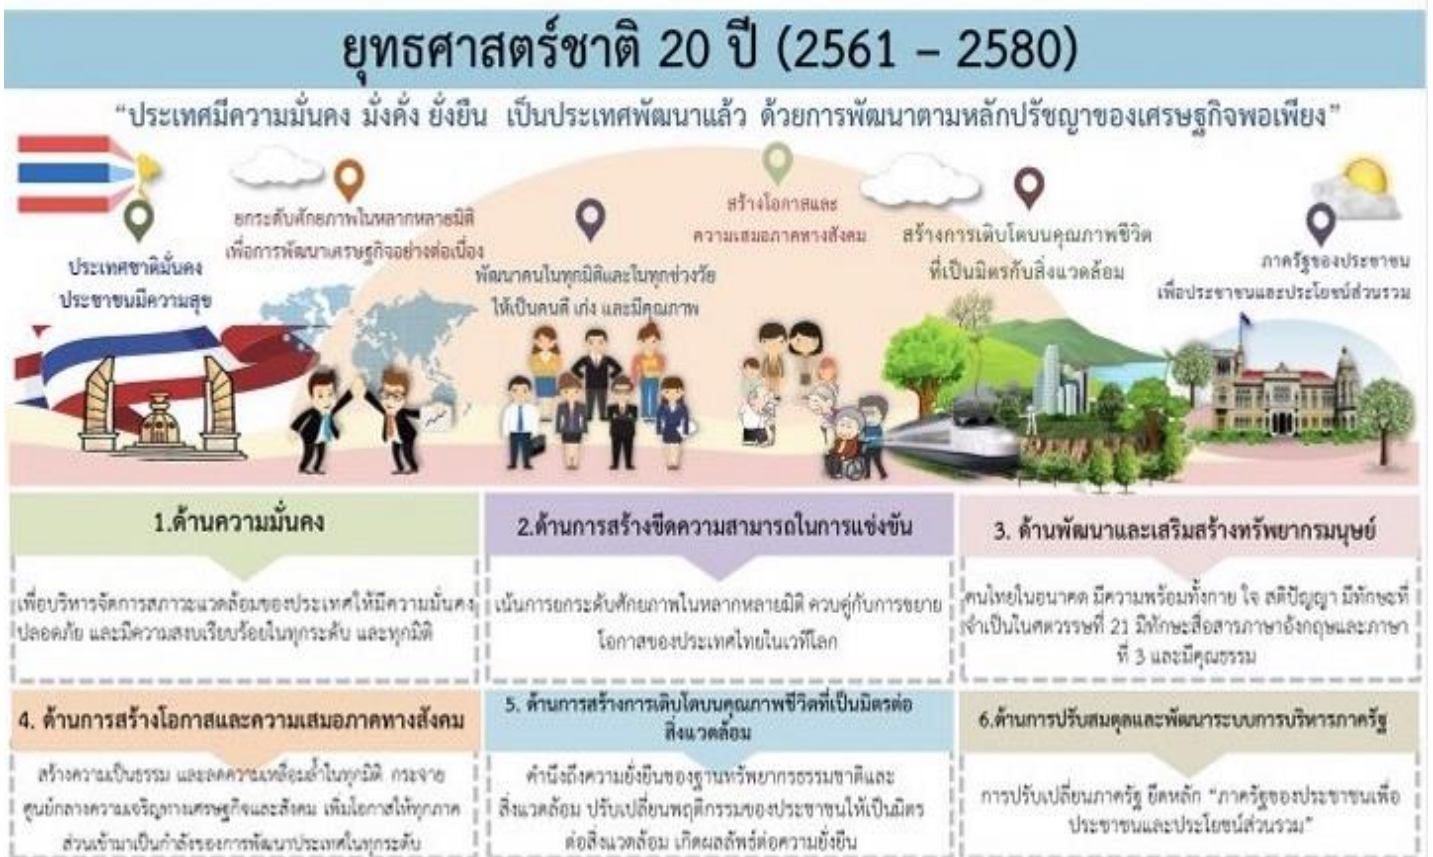 ยุทธศาสตร์ชาติ 20 ปี (2561 – 2580)
“ประเทศมีความมั่นคง มั่งคั่ง ยั่งยืน เป็นประเทศพัฒนาแล้ว ด้วยการพัฒนาตามหลักปรัชญาของเศรษฐกิจพอเพียง”
ประเทศชาติมั่นคง
ประชาชนมีความสุข
ยกระดับศักยภาพในหลากหลายมิติ
เพื่อการพัฒนาเศรษฐกิจอย่างต่อเนื่อง
พัฒนาคนในทุกมิติและในทุกช่วงวัย
ให้เป็นคนดี เก่ง และมีคุณภาพ
สร้างโอกาสและ
ความเสมอภาคทางสังคม
สร้างการเติบโตบนคุณภาพชีวิต
ที่เป็นมิตรกับสิ่งแวดล้อม
ภาครัฐของประชาชน
เพื่อประชาชนและประโยชน์ส่วนรวม
1.ด้านความมั่นคง
เพื่อบริหารจัดการสภาวะแวดล้อมของประเทศให้มีความมั่นคง
ปลอดภัย และมีความสงบเรียบร้อยในทุกระดับ และทุกมิติ
2.ด้านการสร้างขีดความสามารถในการแข่งขัน
เน้นการยกระดับศักยภาพในหลากหลายมิติ ควบคู่กับการขยาย
โอกาสของประเทศไทยในเวทีโลก
3. ด้านพัฒนาและเสริมสร้างทรัพยากรมนุษย์
คนไทยในอนาคต มีความพร้อมทั้งกาย ใจ สติปัญญา มีทักษะที่
จำเป็นในศตวรรษที่ 21 มีทักษะสื่อสารภาษาอังกฤษและภาษา
ที่ 3 และมีคุณธรรม
4. ด้านการสร้างโอกาสและความเสมอภาคทางสังคม
สร้างความเป็นธรรม และลดความเหลื่อมล้ำในทุกมิติ กระจาย
ศูนย์กลางความเจริญทางเศรษฐกิจและสังคม เพิ่มโอกาสให้ทุกภาค
ส่วนเข้ามาเป็นกำลังของการพัฒนาประเทศในทุกระดับ
5. ด้านการสร้างการเติบโตบนคุณภาพชีวิตที่เป็นมิตรต่อ
สิ่งแวดล้อม
คำนึงถึงความยั่งยืนของฐานทรัพยากรธรรมชาติและ
สิ่งแวดล้อม ปรับเปลี่ยนพฤติกรรมของประชาชนให้เป็นมิตร
ต่อสิ่งแวดล้อม เกิดผลลัพธ์ต่อความยั่งยืน
6.ด้านการปรับสมดุลและพัฒนาระบบการบริหารภาครัฐ
การปรับเปลี่ยนภาครัฐ ยึดหลัก “ภาครัฐของประชาชนเพื่อ
ประชาชนและประโยชน์ส่วนรวม”